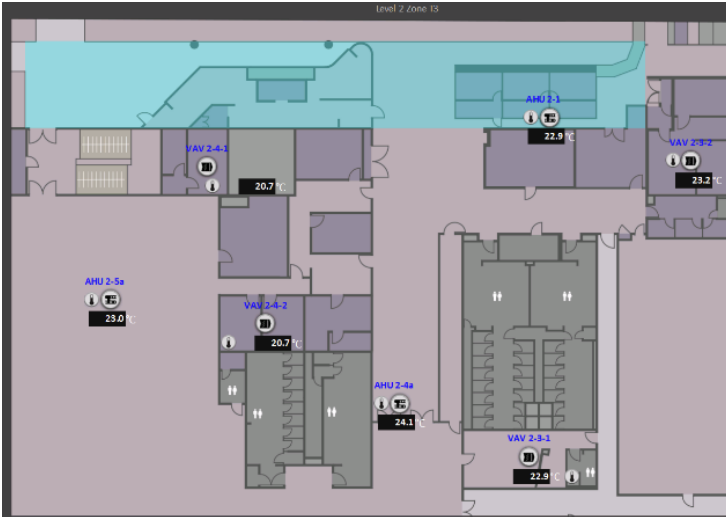 Level 2 Zone T3
AHU 2-1
22.9 °C
VAV 2-4-1
20.7 °C
VAV 2-3-2
23.2 °C
AHU 2-5a
23.0 °C
VAV 2-4-2
20.7 °C
AHU 2-4a
24.1 °C
VAV 2-3-1
22.9 °C